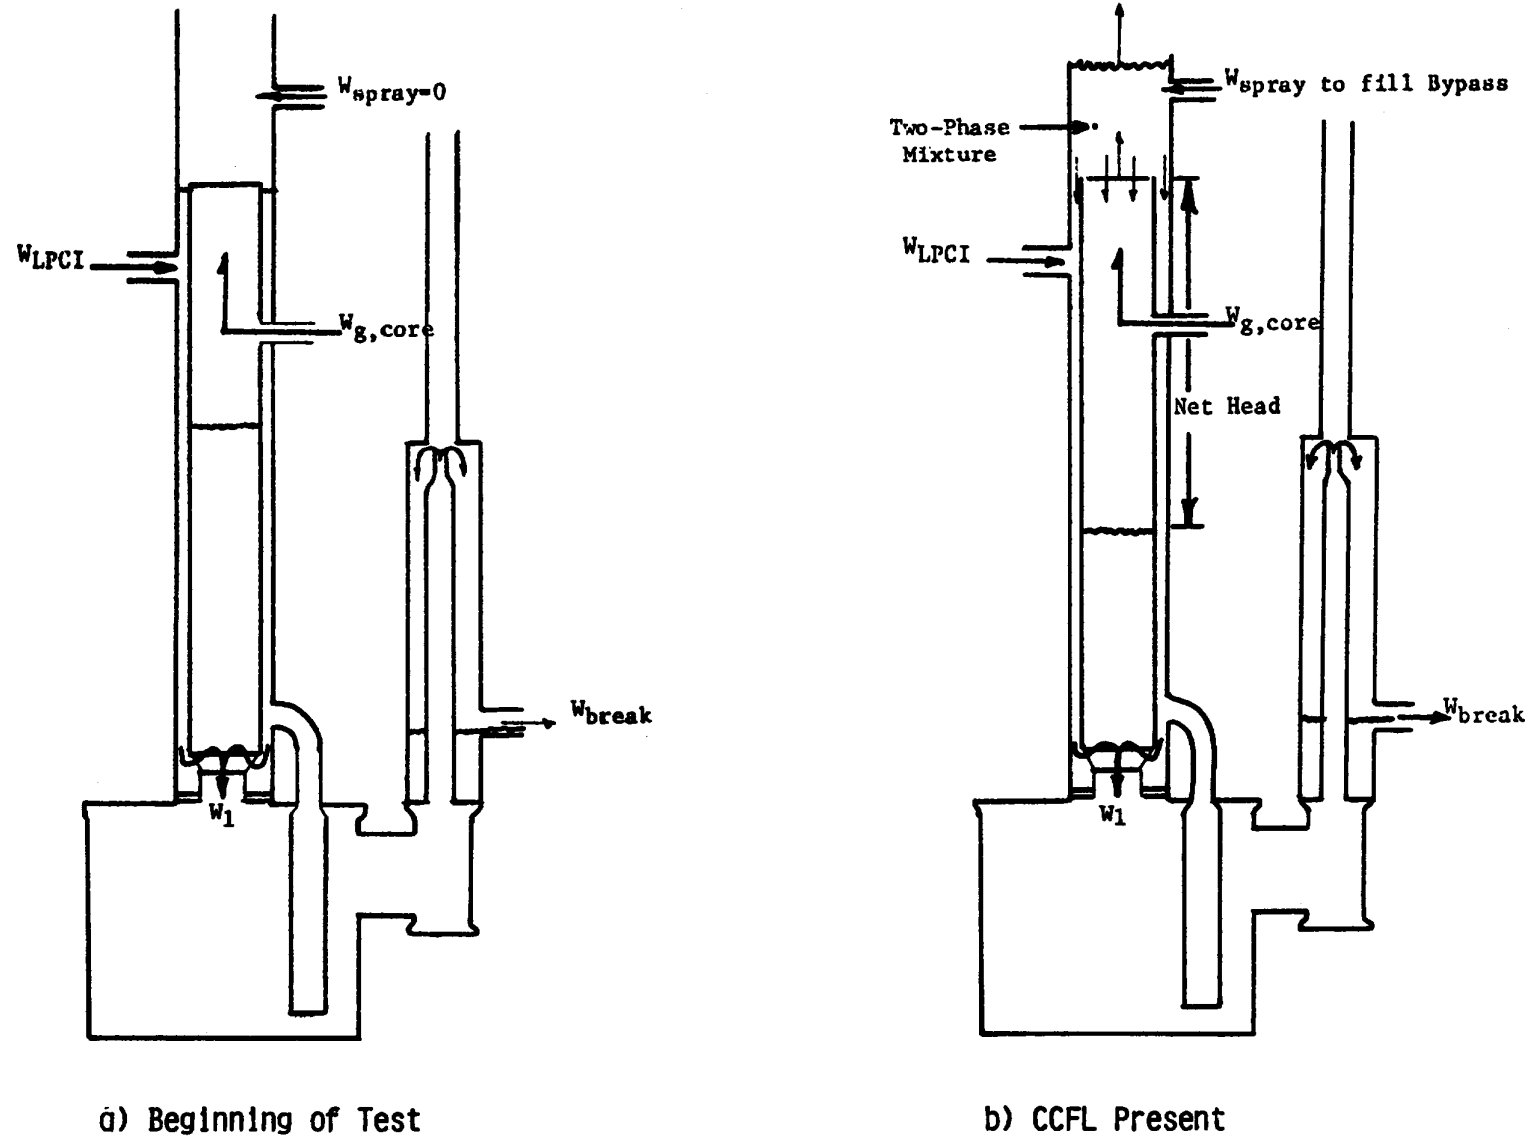 Wspray=0
WLPCI
Wg,core
Wbreak
W1
a) Beginning of Test
Wspray to fill Bypass
Two-Phase
Mixture
WLPCI
Wg,core
Net Head
Wbreak
W1
b) CCFL Present